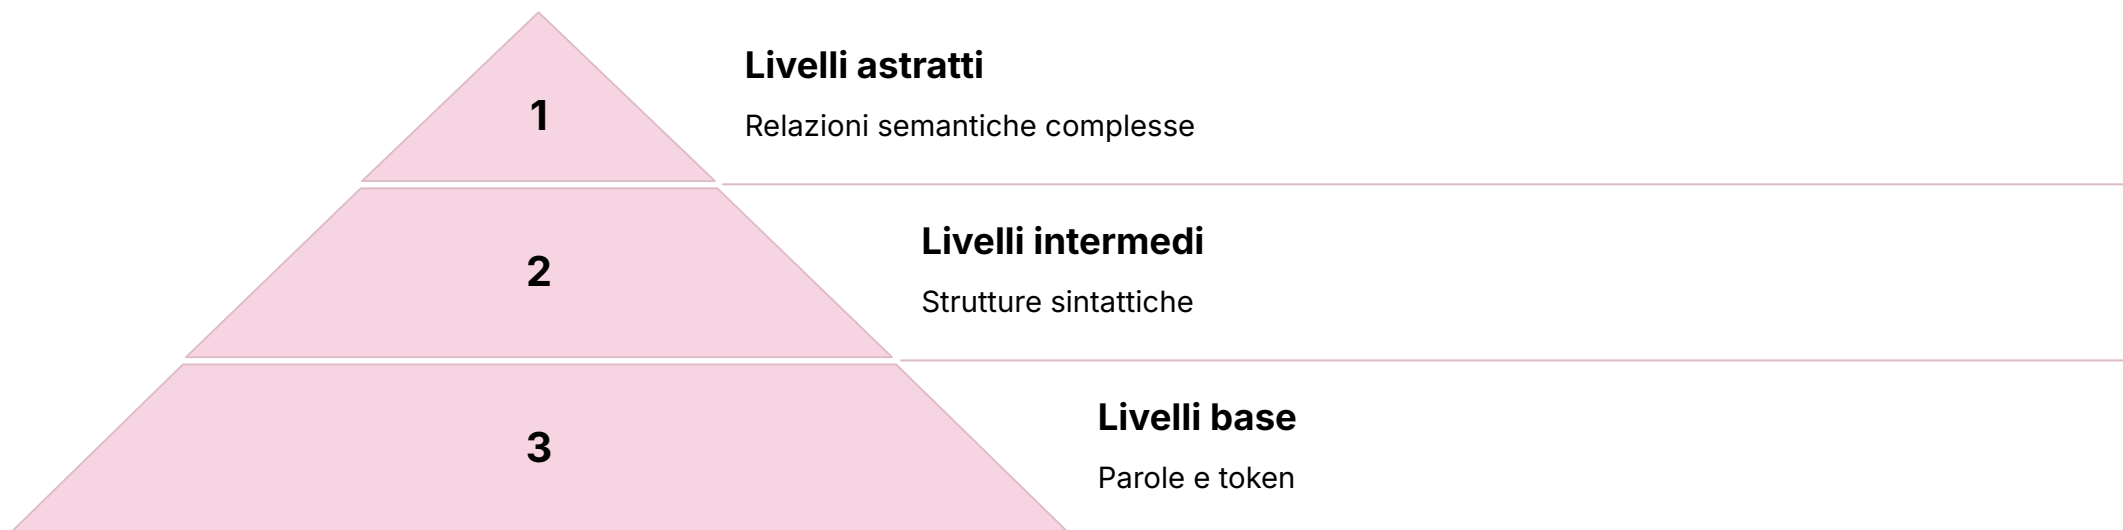 1
Livelli astratti
Relazioni semantiche complesse
2
Livelli intermedi
Strutture sintattiche
3
Livelli base
Parole e token